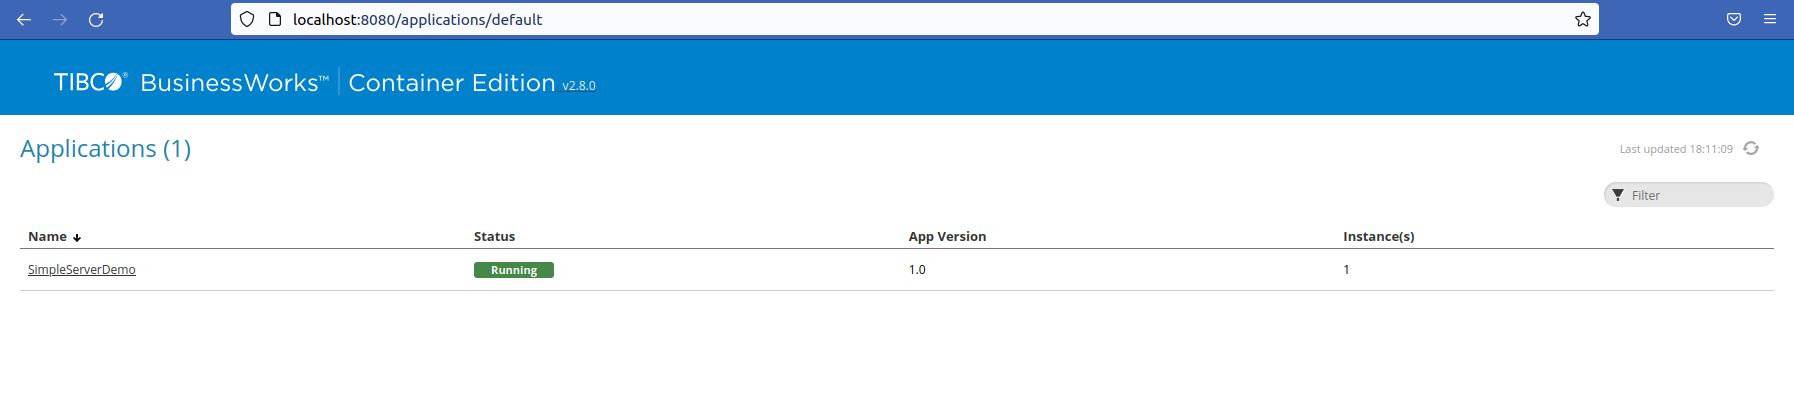 localhost:8080/applications/default
TIBCO® BusinessWorks™ Container Edition v2.8.0
Applications (1)
Last updated 18:11:09
Filter
Name Status App Version Instance(s)
SimpleServerDemo Running 1.0 1